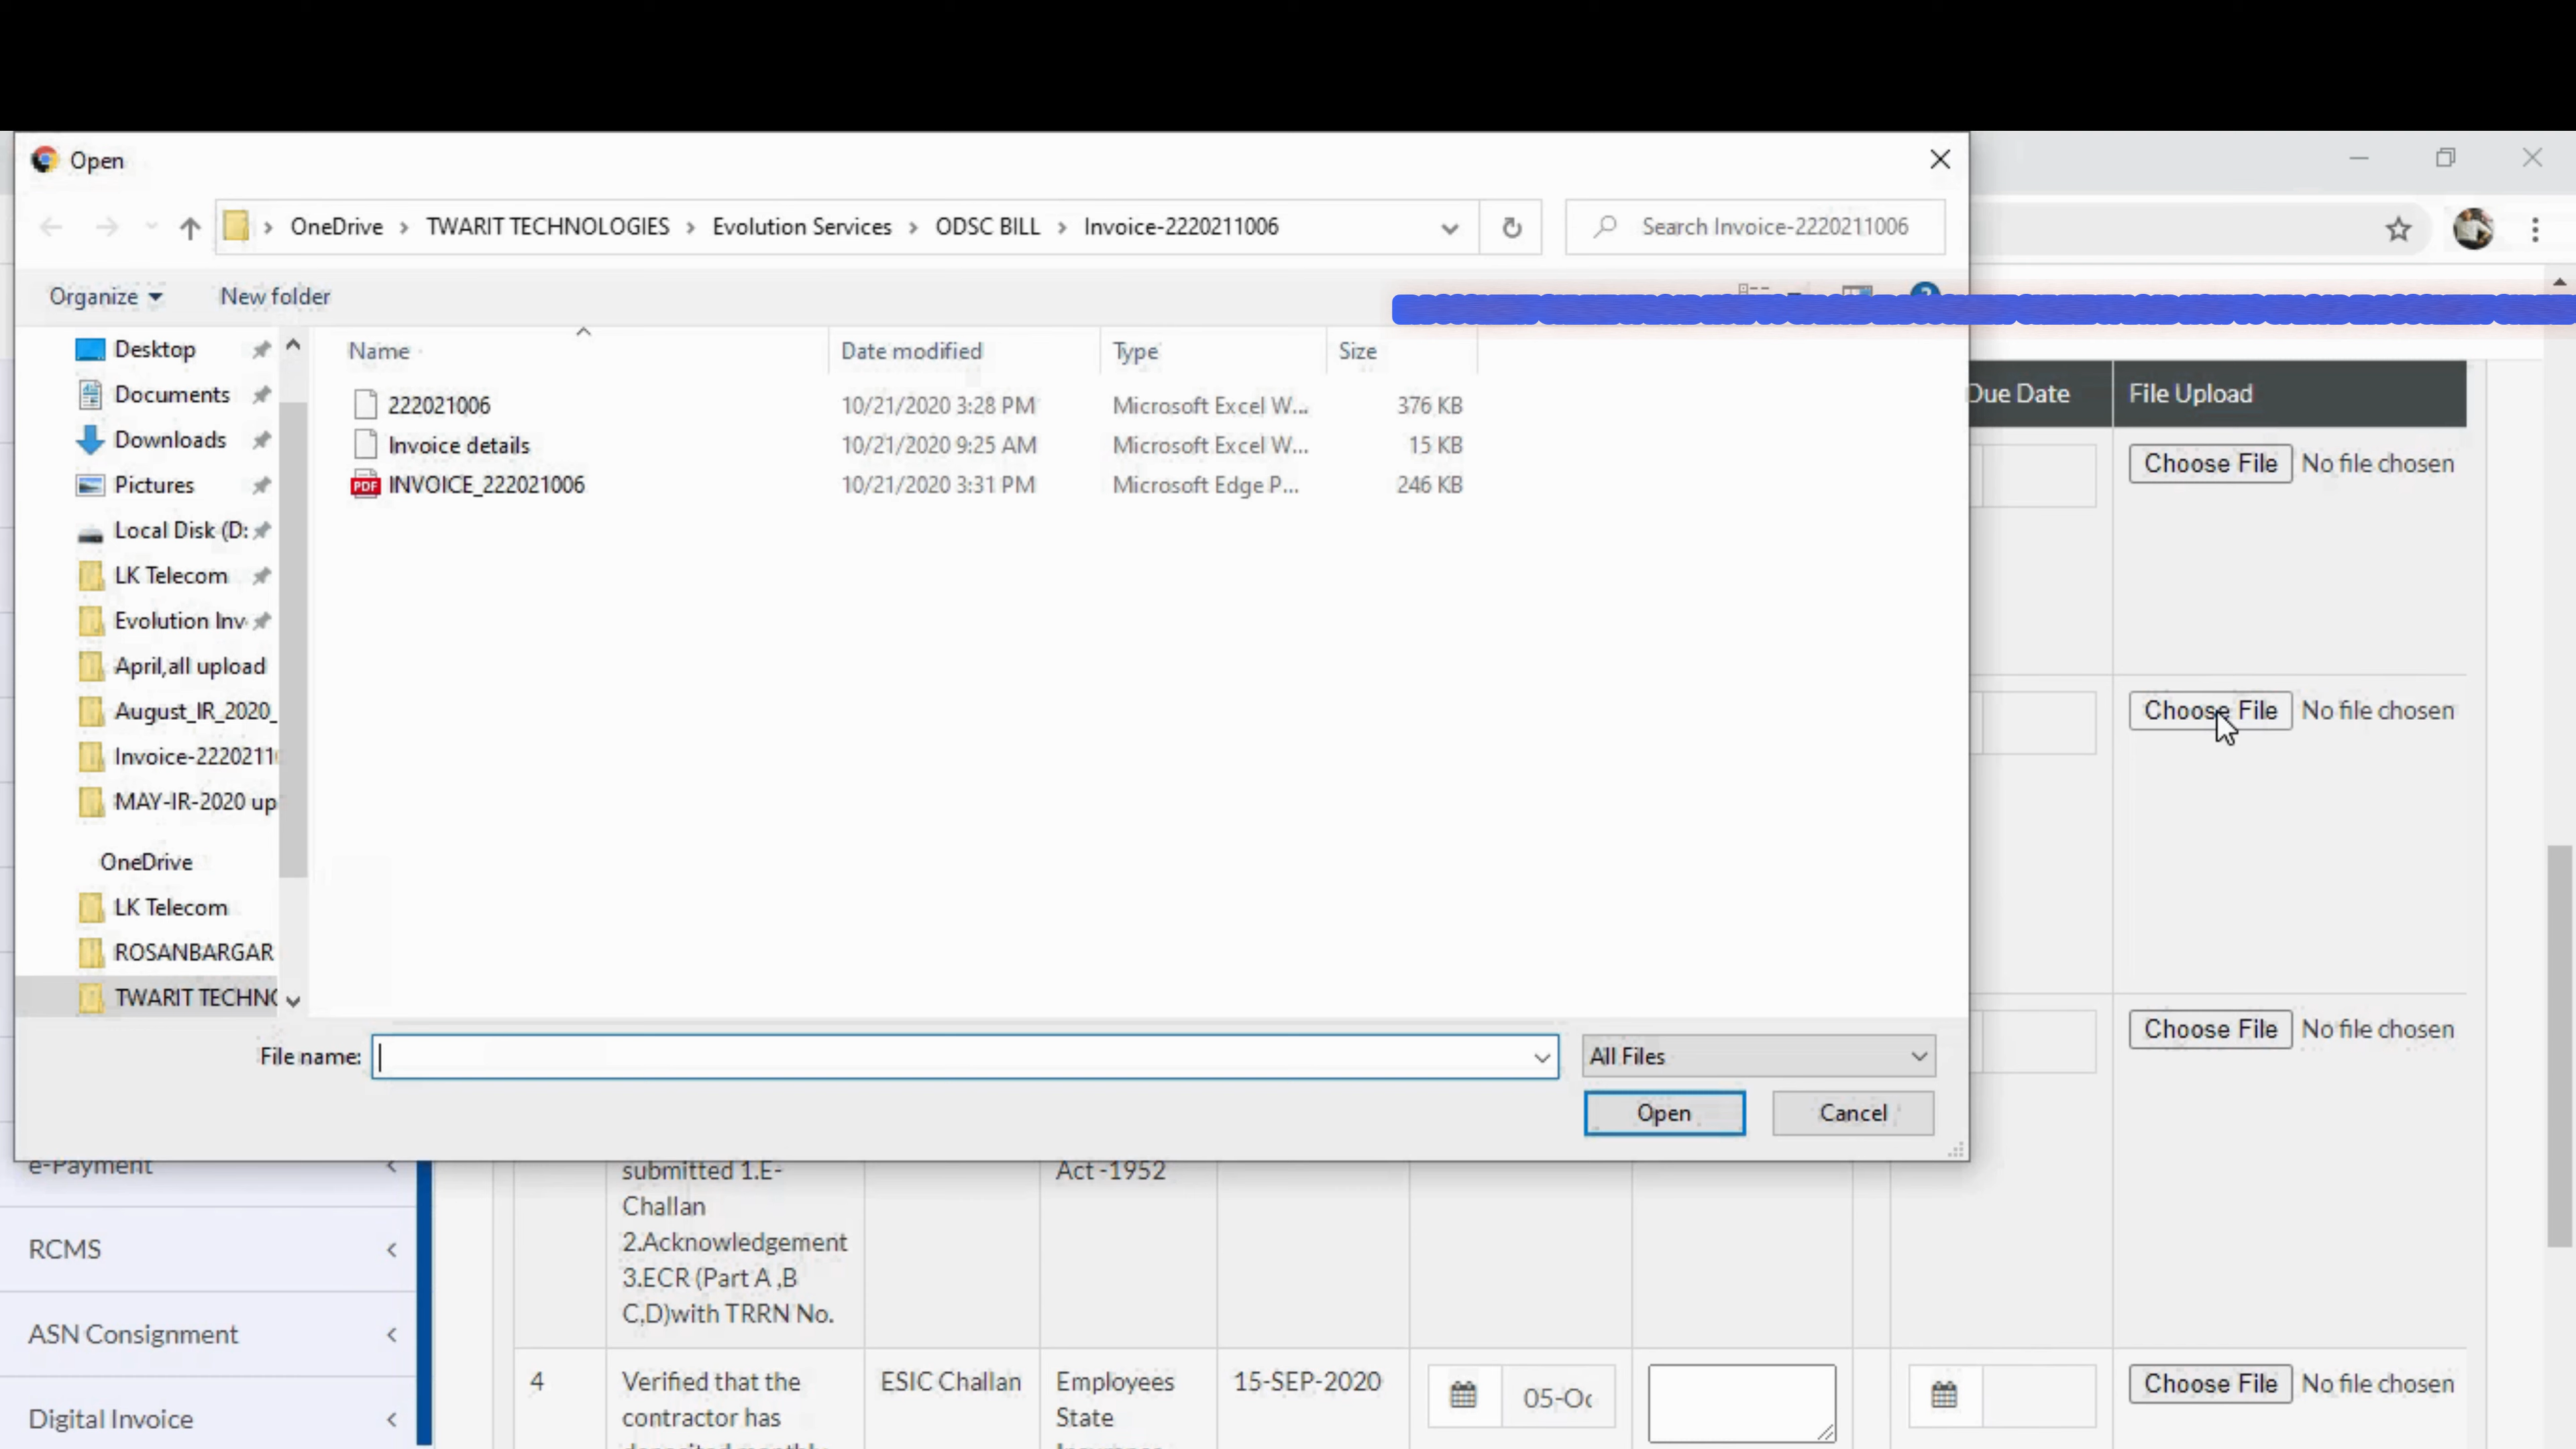 Open
OneDrive > TWARIT TECHNOLOGIES > Evolution Services > ODSC BILL > Invoice-2220211006
Search Invoice-2220211006
Organize
New folder
Name
Date modified
Type
Size
222021006 10/21/2020 3:28 PM Microsoft Excel W... 376 KB
Invoice details 10/21/2020 9:25 AM Microsoft Excel W... 15 KB
INVOICE_222021006 10/21/2020 3:31 PM Microsoft Edge P... 246 KB
Desktop
Documents
Downloads
Pictures
Local Disk (D:
LK Telecom
Evolution Inv
April,all upload
August_IR_2020_
Invoice-2220211
MAY-IR-2020 up
OneDrive
LK Telecom
ROSANBARGAR
TWARIT TECHNO
File name:
All Files
Open
Cancel
Due Date
File Upload
Choose File No file chosen
Choose File No file chosen
Choose File No file chosen
e-Payment
RCMS
ASN Consignment
Digital Invoice
submitted 1.E-
Challan
2.Acknowledgement
3.ECR (Part A ,B
C,D)with TRRN No.
Act -1952
4
Verified that the
contractor has
ESIC Challan
Employees
State
15-SEP-2020
05-Oc
Choose File No file chosen